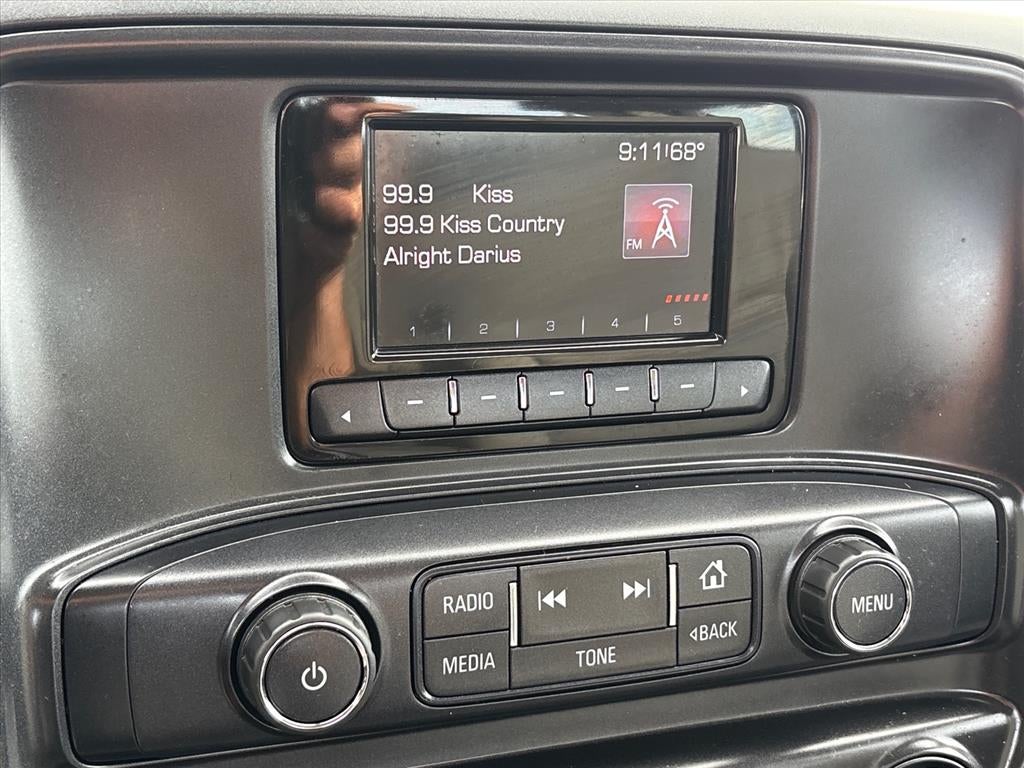 9:11 68°
99.9 Kiss
99.9 Kiss Country
Alright Darius
FM
1 2 3 4 5
RADIO
MEDIA
TONE
BACK
MENU